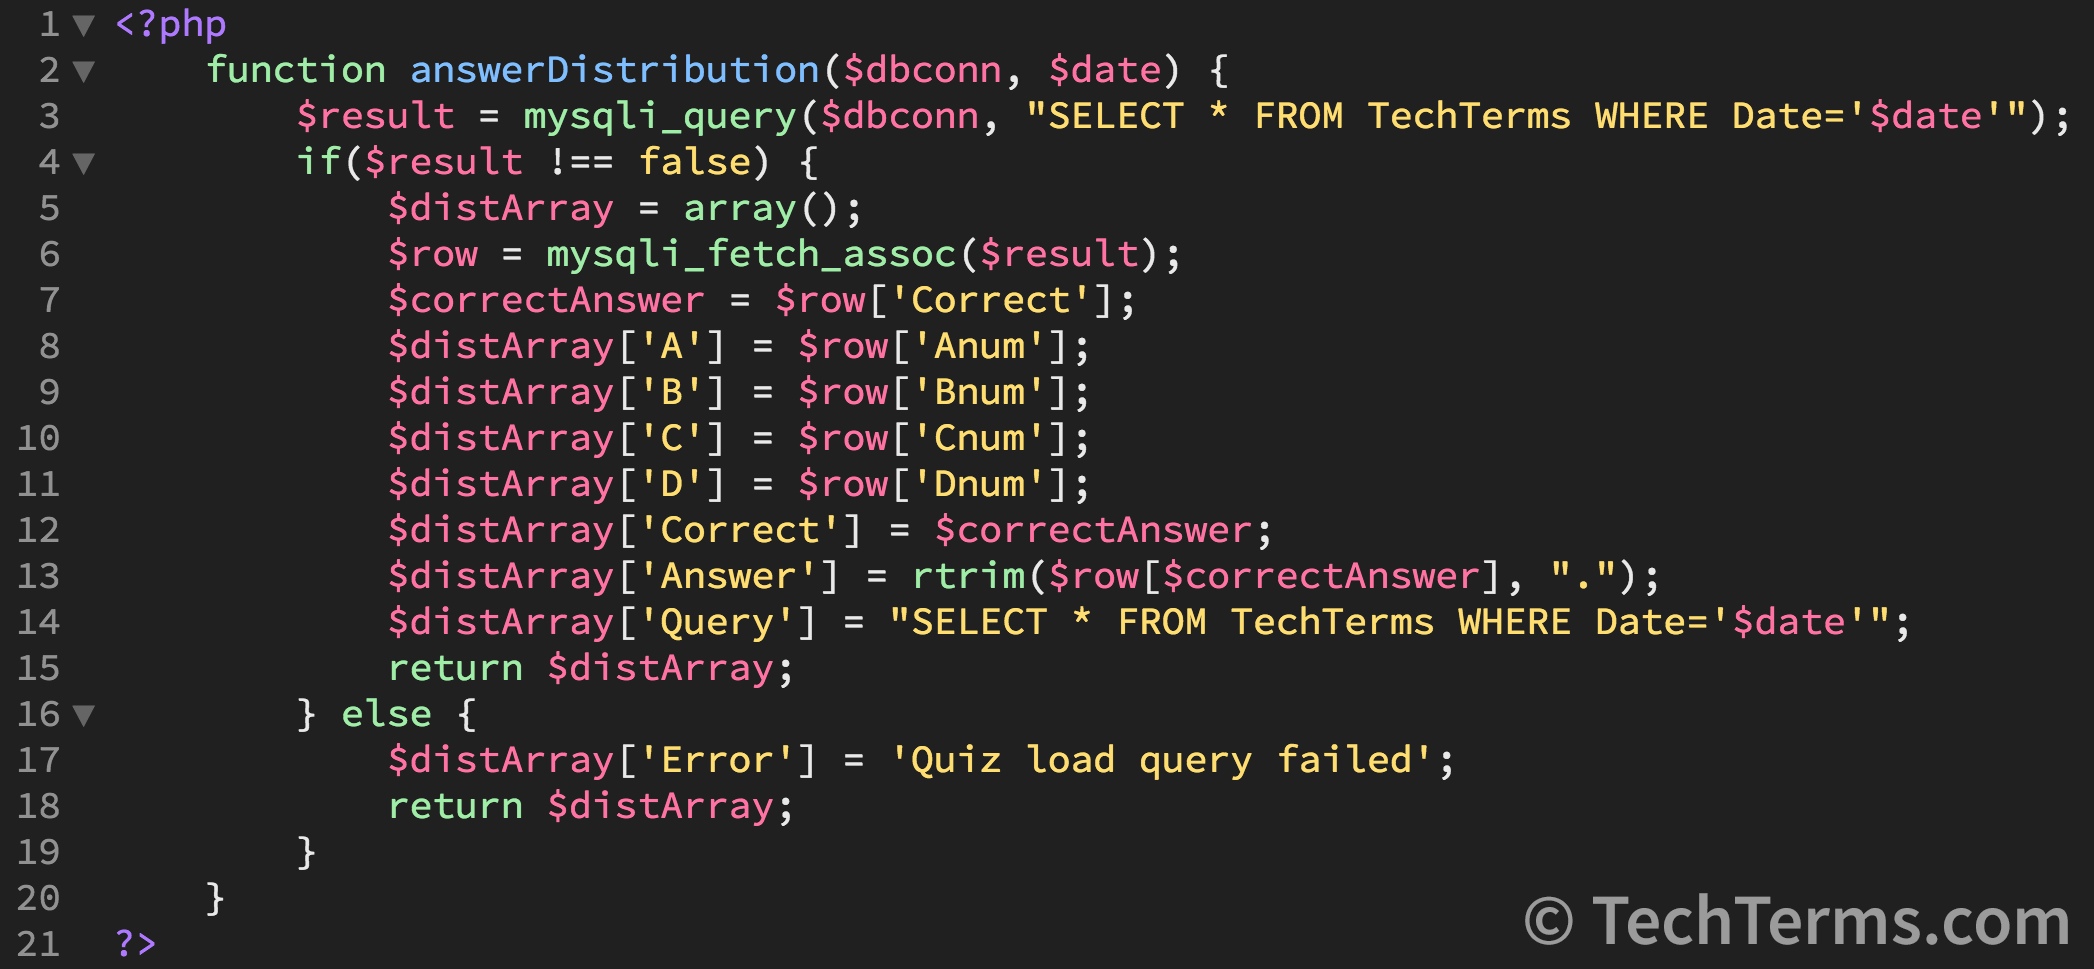 1 ▼ <?php
2 ▼     function answerDistribution($dbconn, $date) {
3           $result = mysqli_query($dbconn, "SELECT * FROM TechTerms WHERE Date='$date'");
4 ▼         if($result !== false) {
5               $distArray = array();
6               $row = mysqli_fetch_assoc($result);
7               $correctAnswer = $row['Correct'];
8               $distArray['A'] = $row['Anum'];
9               $distArray['B'] = $row['Bnum'];
10              $distArray['C'] = $row['Cnum'];
11              $distArray['D'] = $row['Dnum'];
12              $distArray['Correct'] = $correctAnswer;
13              $distArray['Answer'] = rtrim($row[$correctAnswer], ".");
14              $distArray['Query'] = "SELECT * FROM TechTerms WHERE Date='$date'";
15              return $distArray;
16 ▼        } else {
17              $distArray['Error'] = 'Quiz load query failed';
18              return $distArray;
19          }
20      }
21  ?>
© TechTerms.com